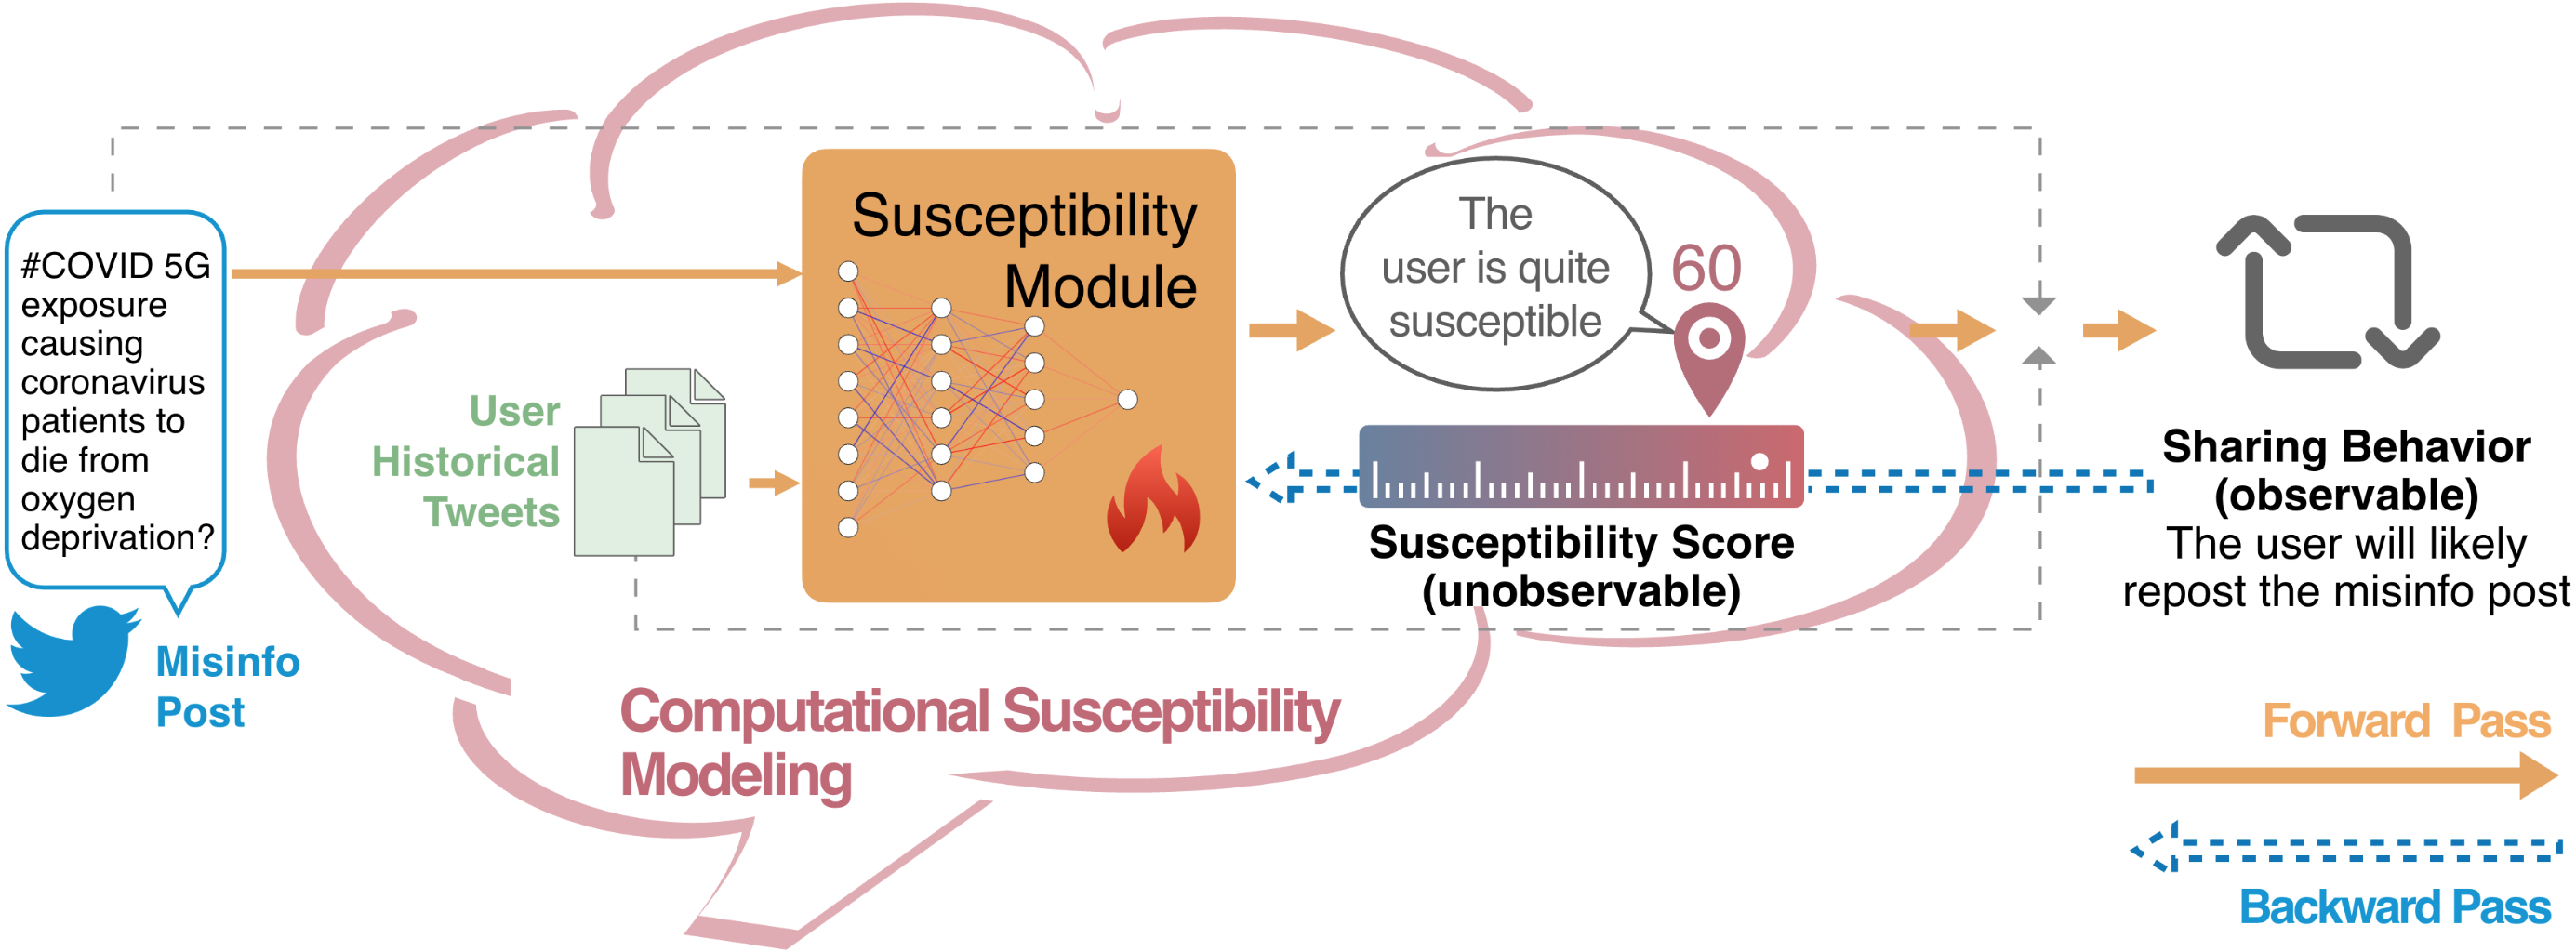 #COVID 5G
exposure
causing
coronavirus
patients to
die from
oxygen
deprivation?
Misinfo
Post
User
Historical
Tweets
Susceptibility
Module
The
user is quite
susceptible
60
Susceptibility Score
(unobservable)
Computational Susceptibility
Modeling
Sharing Behavior
(observable)
The user will likely
repost the misinfo post
Forward Pass
Backward Pass